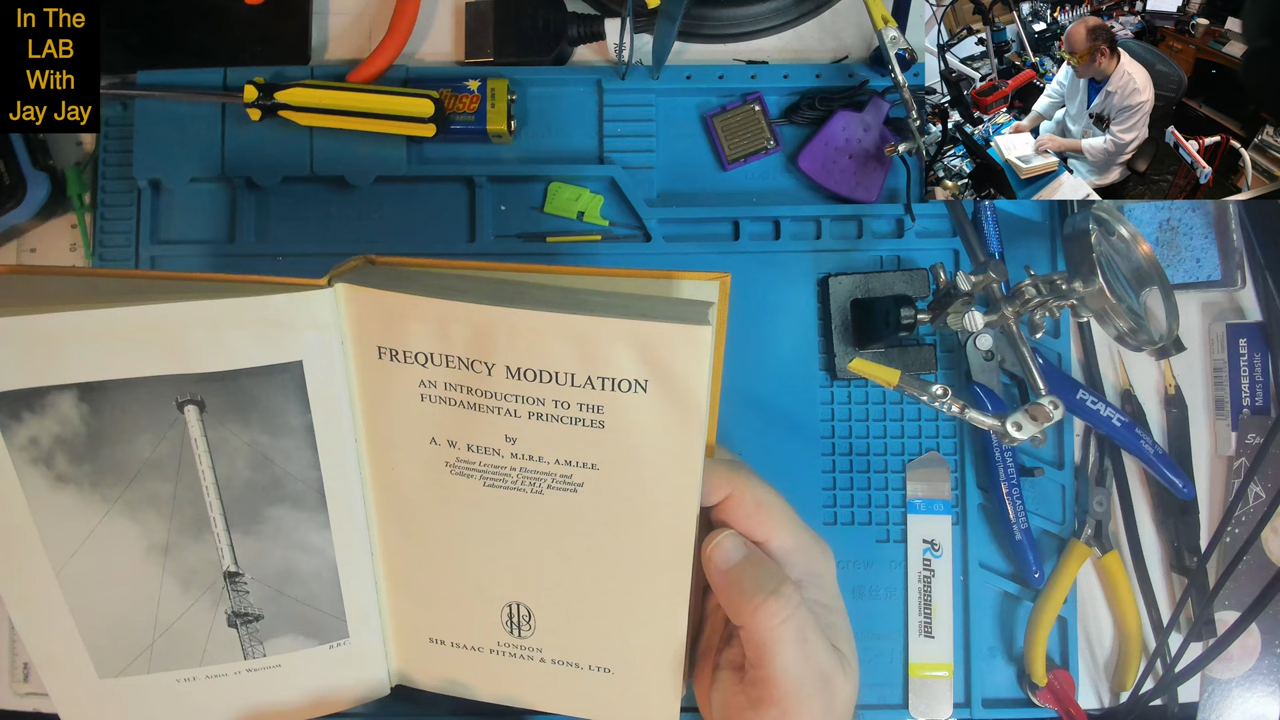 In The
LAB
With
Jay Jay
FREQUENCY MODULATION
AN INTRODUCTION TO THE
FUNDAMENTAL PRINCIPLES
by
A. W. KEEN, M.I.R.E., A.M.I.E.E.
Senior Lecturer in Electronics and
Telecommunications, Coventry Technical
College; formerly of E.M.I. Research
Laboratories, Ltd.
LONDON
SIR ISAAC PITMAN & SONS, LTD.
B.B.C.
V.H.F. AERIAL AT WROTHAM
TE-03
Rofessional
THE OPENING TOOL
PCAFC
STAEDTLER
Mars plastic
SAFETY GLASSES